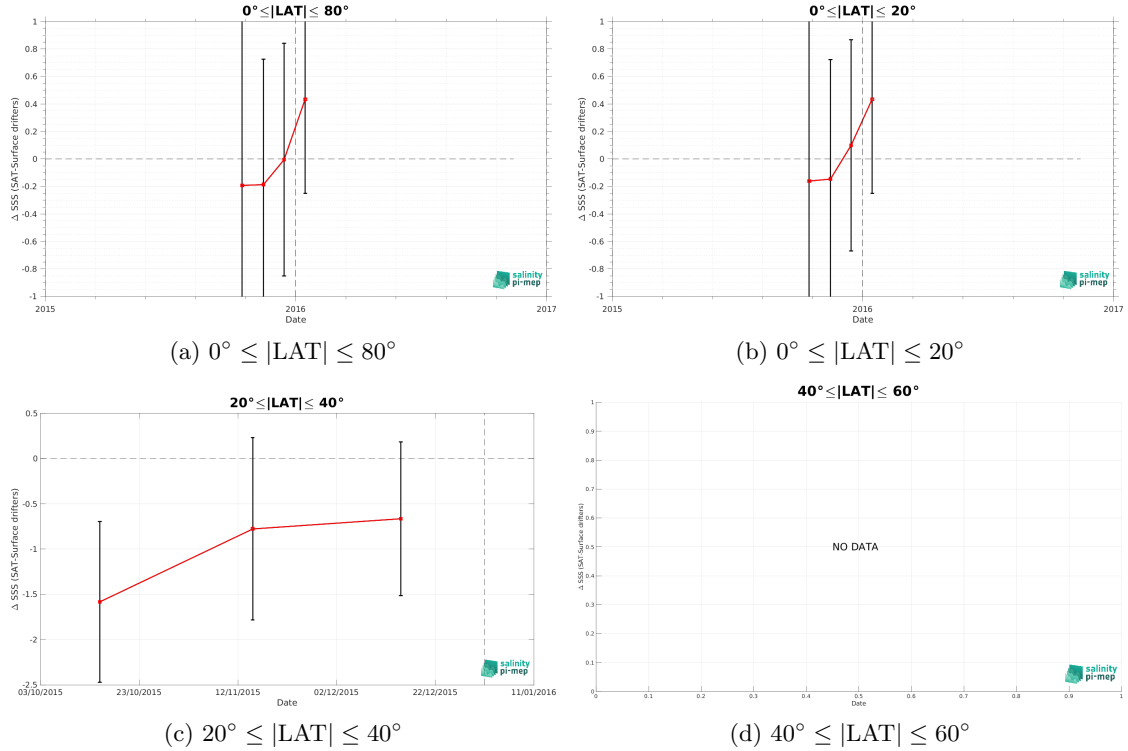 0°≤|LAT|≤ 80°
Δ SSS (SAT-Surface drifters)
1
0.8
0.6
0.4
0.2
0
-0.2
-0.4
-0.6
-0.8
-1
2015
2016
2017
Date
salinity
pi-mep
(a) 0° ≤ |LAT| ≤ 80°
0°≤|LAT|≤ 20°
Δ SSS (SAT-Surface drifters)
1
0.8
0.6
0.4
0.2
0
-0.2
-0.4
-0.6
-0.8
-1
2015
2016
2017
Date
salinity
pi-mep
(b) 0° ≤ |LAT| ≤ 20°
20°≤|LAT|≤ 40°
Δ SSS (SAT-Surface drifters)
0.5
0
-0.5
-1
-1.5
-2
-2.5
03/10/2015
23/10/2015
12/11/2015
02/12/2015
22/12/2015
11/01/2016
Date
salinity
pi-mep
(c) 20° ≤ |LAT| ≤ 40°
40°≤|LAT|≤ 60°
Δ SSS (SAT-Surface drifters)
1
0.9
0.8
0.7
0.6
0.5
0.4
0.3
0.2
0.1
0
NO DATA
0
0.1
0.2
0.3
0.4
0.5
0.6
0.7
0.8
0.9
1
Date
salinity
pi-mep
(d) 40° ≤ |LAT| ≤ 60°